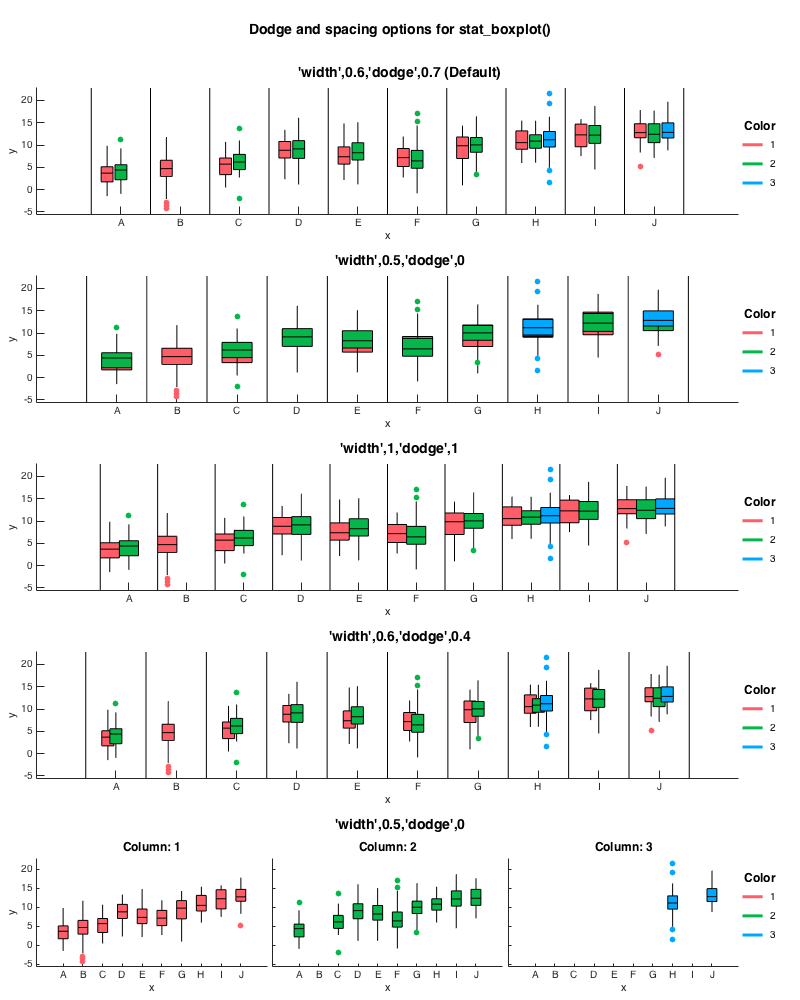 Dodge and spacing options for stat_boxplot()
'width',0.6,'dodge',0.7 (Default)
20
15
10
5
0
-5
y
A B C D E F G H I J
x
Color
1
2
3
'width',0.5,'dodge',0
20
15
10
5
0
-5
y
A B C D E F G H I J
x
Color
1
2
3
'width',1,'dodge',1
20
15
10
5
0
-5
y
A B C D E F G H I J
x
Color
1
2
3
'width',0.6,'dodge',0.4
20
15
10
5
0
-5
y
A B C D E F G H I J
x
Color
1
2
3
'width',0.5,'dodge',0
Column: 1 Column: 2 Column: 3
20
15
10
5
0
-5
y
A B C D E F G H I J A B C D E F G H I J A B C D E F G H I J
x x x
Color
1
2
3